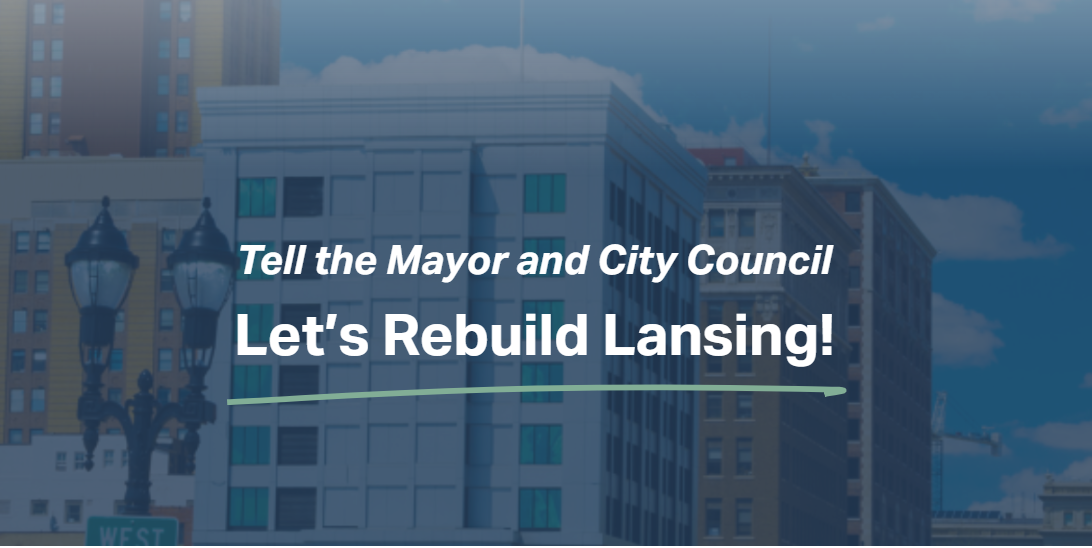 Tell the Mayor and City Council
Let's Rebuild Lansing!
WEST